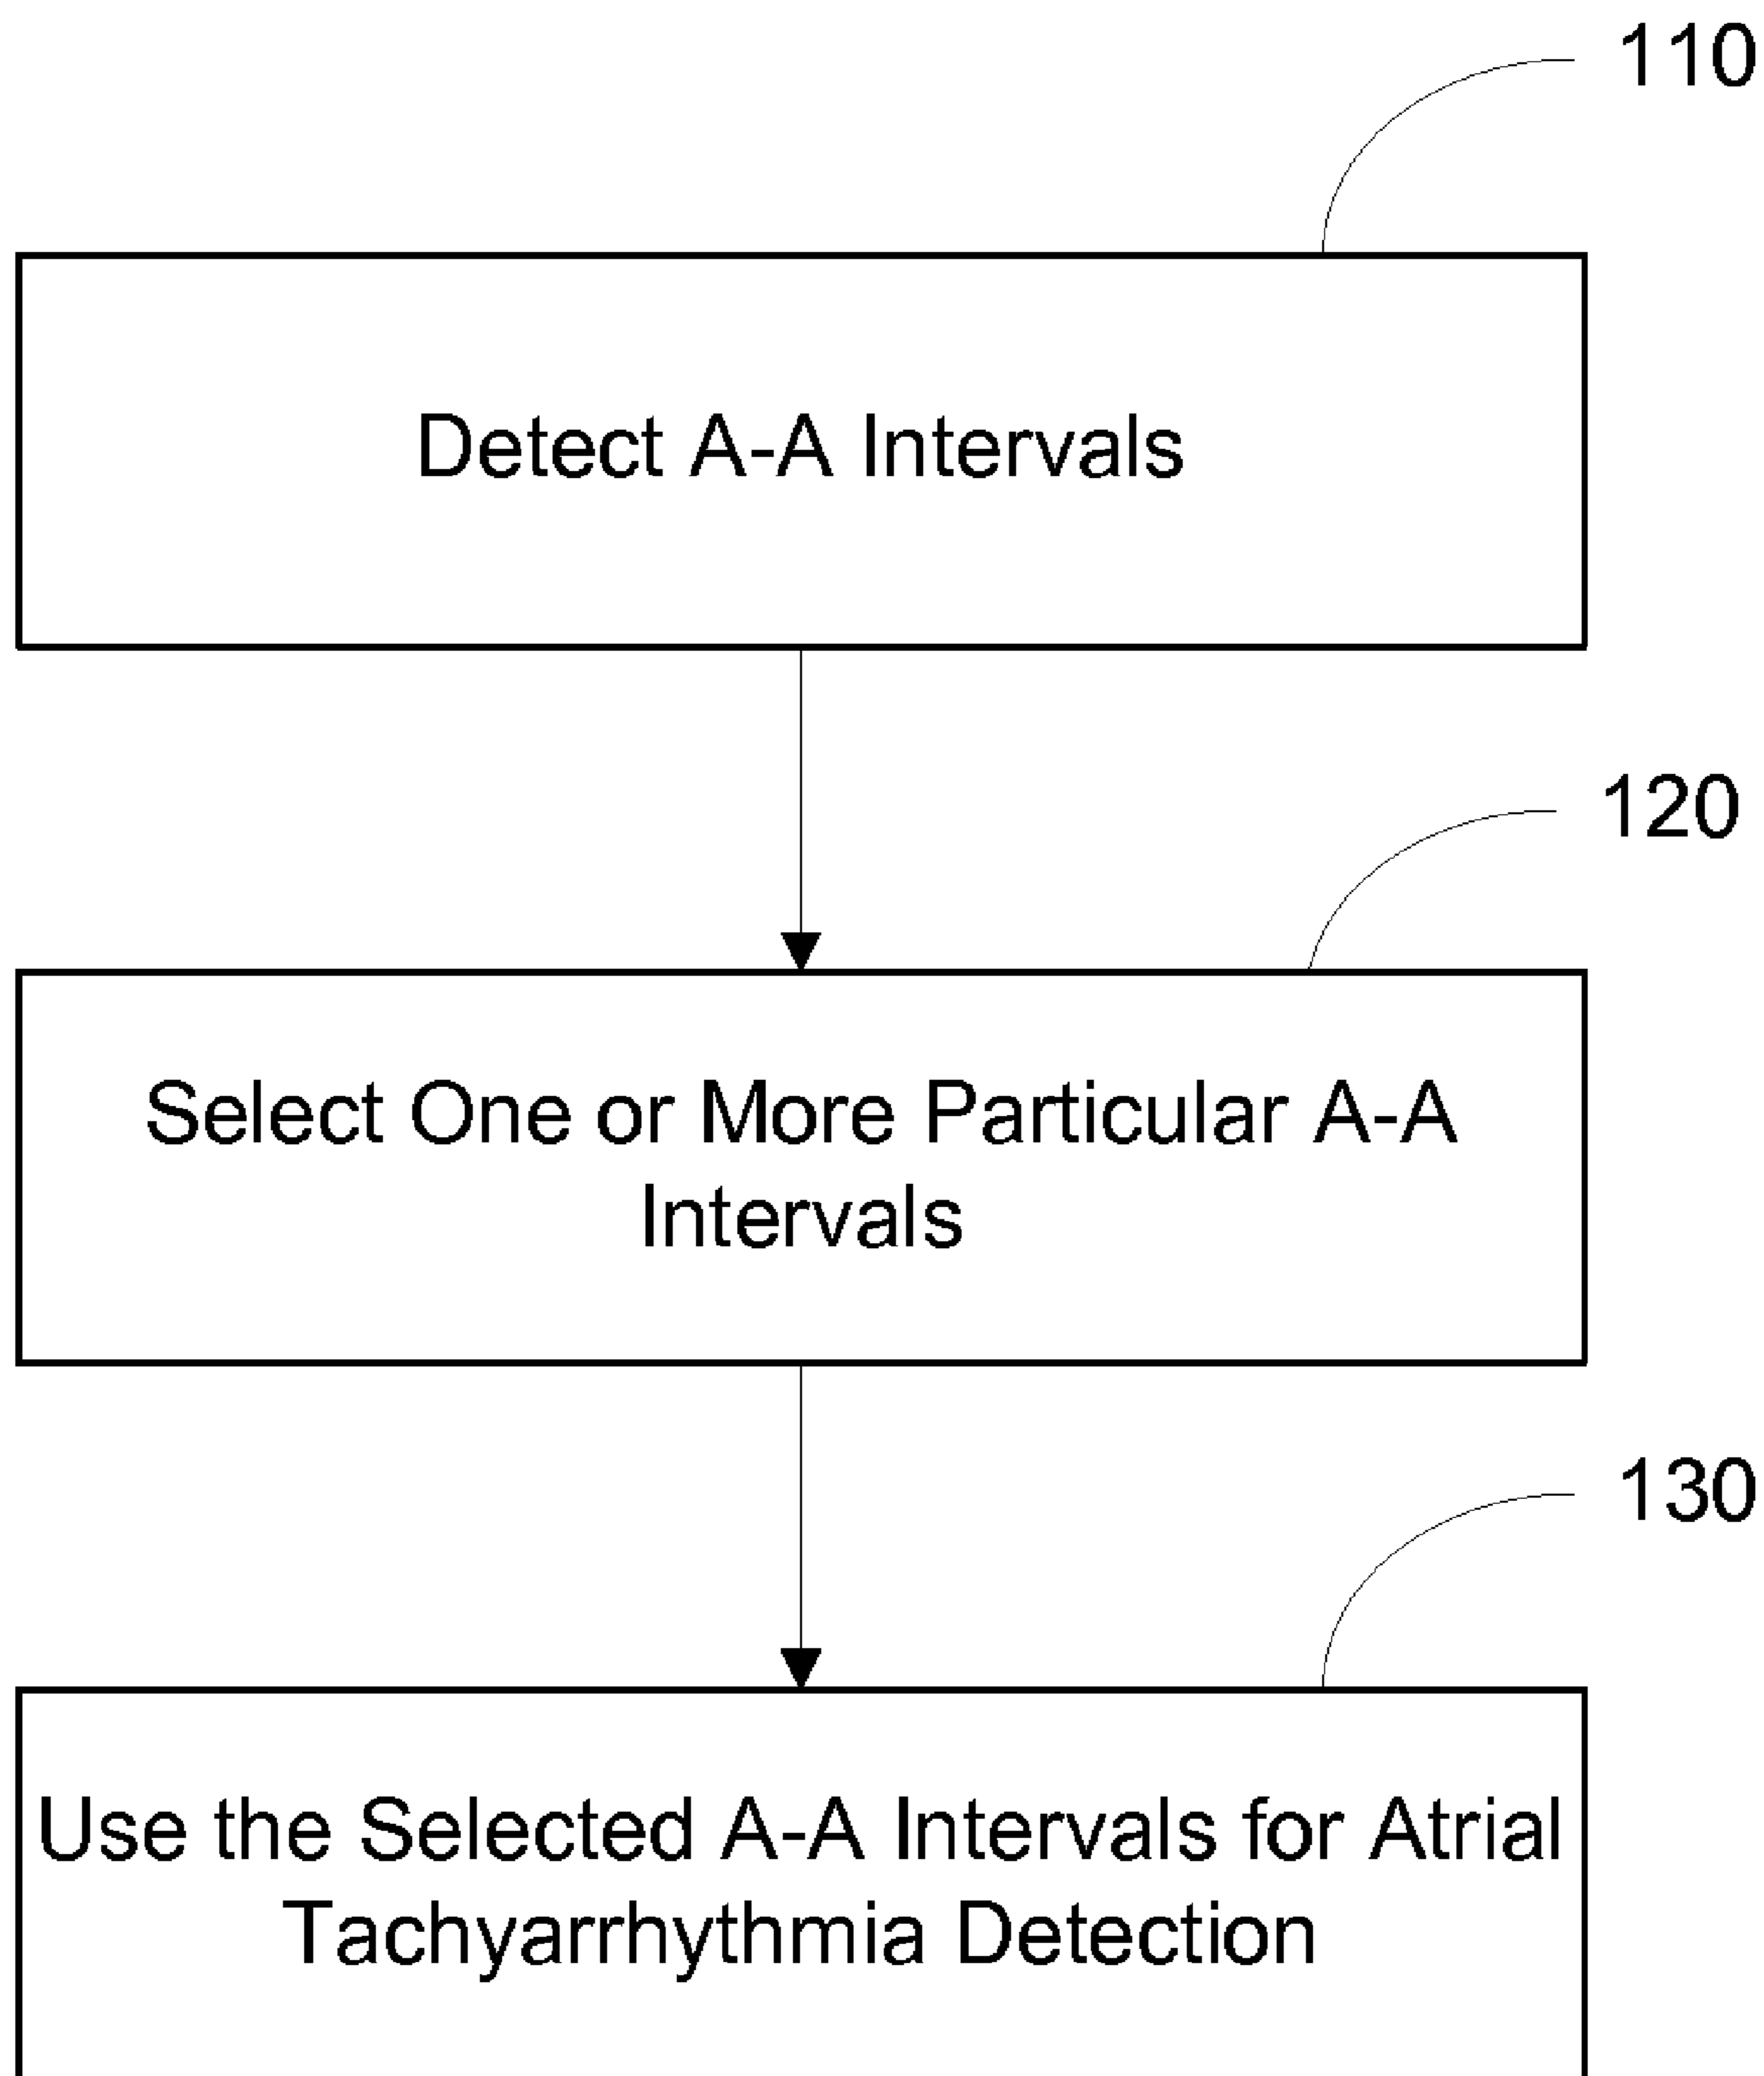 110
Detect A-A Intervals
120
Select One or More Particular A-A
Intervals
130
Use the Selected A-A Intervals for Atrial
Tachyarrhythmia Detection